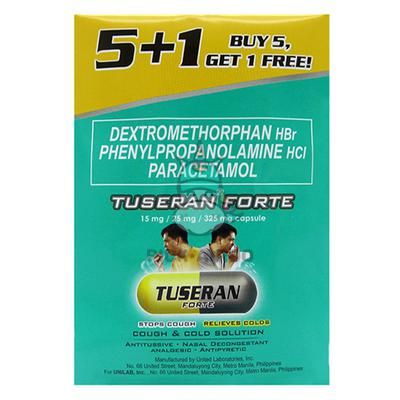 5+1 BUY 5,
GET 1 FREE!
DEXTROMETHORPHAN HBr
PHENYLPROPANOLAMINE HCl
PARACETAMOL
TUSERAN FORTE
15 mg / 25 mg / 325 mg capsule
TUSERAN
FORTE
STOPS COUGH RELIEVES COLDS
COUGH & COLD SOLUTION
ANTITUSSIVE • NASAL DECONGESTANT
ANALGESIC • ANTIPYRETIC
Manufactured by United Laboratories, Inc.
No. 66 United Street, Mandaluyong City, Metro Manila, Philippines
For UNILAB, Inc., No. 66 United Street, Mandaluyong City, Metro Manila, Philippines